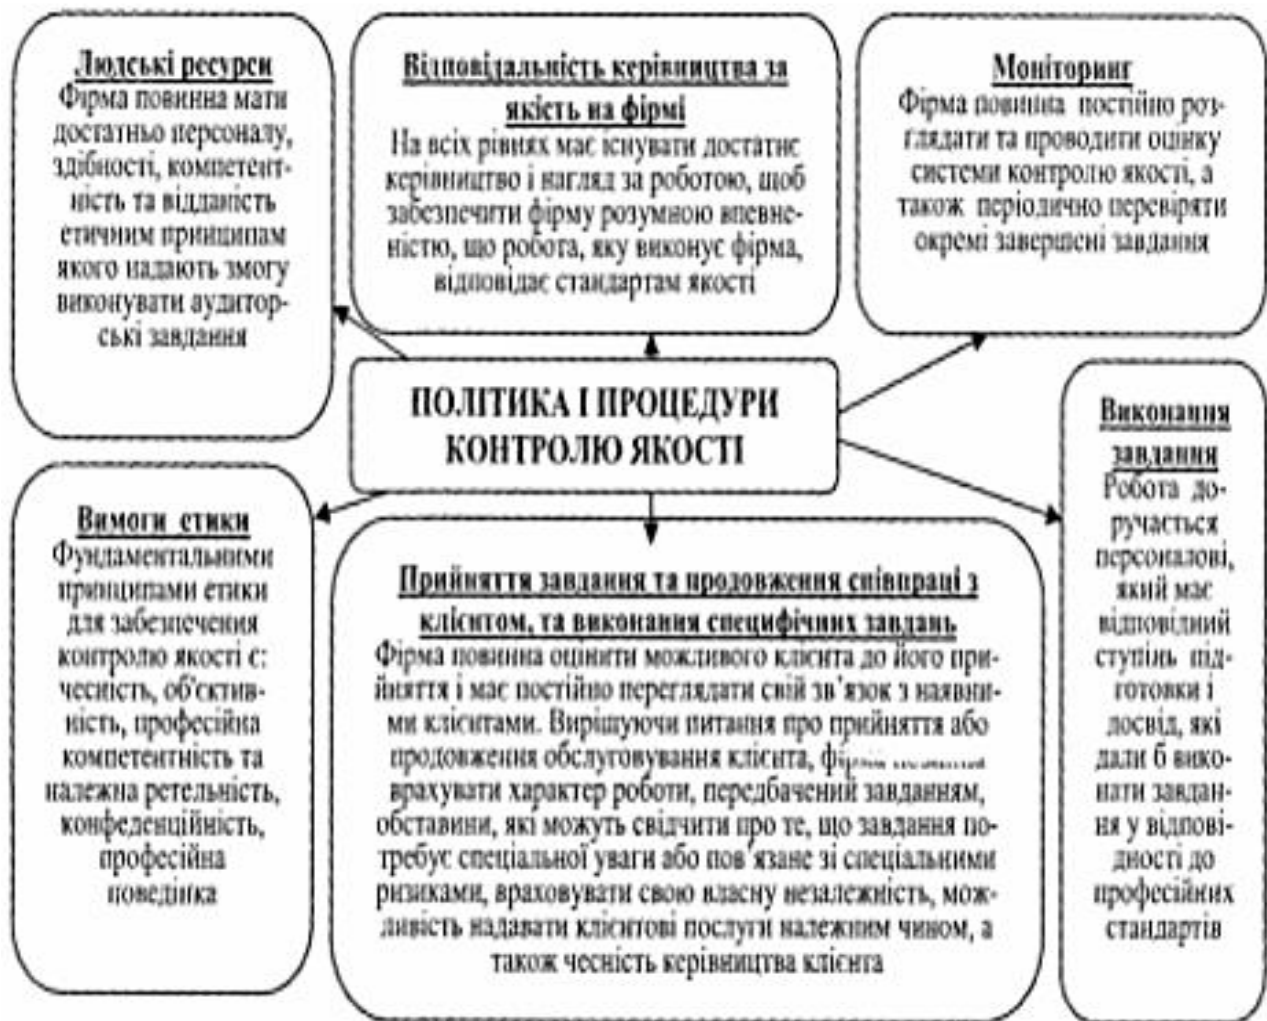 Людські ресурси
Фірма повинна мати
достатньо персоналу,
здібності, компетент-
ність та відданість
етичним принципам
якого надають змогу
виконувати аудитор-
ські завдання
Відповідальність керівництва за
якість на фірмі
На всіх рівнях має існувати достатнє
керівництво і нагляд за роботою, щоб
забезпечити фірму розумною впевне-
ністю, що робота, яку виконує фірма,
відповідає стандартам якості
Моніторинг
Фірма повинна постійно роз-
глядати та проводити оцінку
системи контролю якості, а
також періодично перевіряти
окремі завершені завдання
ПОЛІТИКА І ПРОЦЕДУРИ
КОНТРОЛЮ ЯКОСТІ
Виконання
завдання
Робота до-
ручається
персоналові,
який має
відповідний
ступінь під-
готовки і
досвід, які
дали б вико-
нати завдан-
ня у відпові-
дності до
професійних
стандартів
Вимоги етики
Фундаментальними
принципами етики
для забезпечення
контролю якості є:
чесність, об'єктив-
ність, професійна
компетентність та
належна ретельність,
конфеденційність,
професійна
поведінка
Прийняття завдання та продовження співпраці з
клієнтом, та виконання специфічних завдань
Фірма повинна оцінити можливого клієнта до його при-
йняття і має постійно переглядати свій зв'язок з наявни-
ми клієнтами. Вирішуючи питання про прийняття або
продовження обслуговування клієнта,
врахувати характер роботи, передбачений завданням,
обставини, які можуть свідчити про те, що завдання по-
требує спеціальної уваги або пов'язане зі спеціальними
ризиками, враховувати свою власну незалежність, мож-
ливість надавати клієнтові послуги належним чином, а
також чесність керівництва клієнта